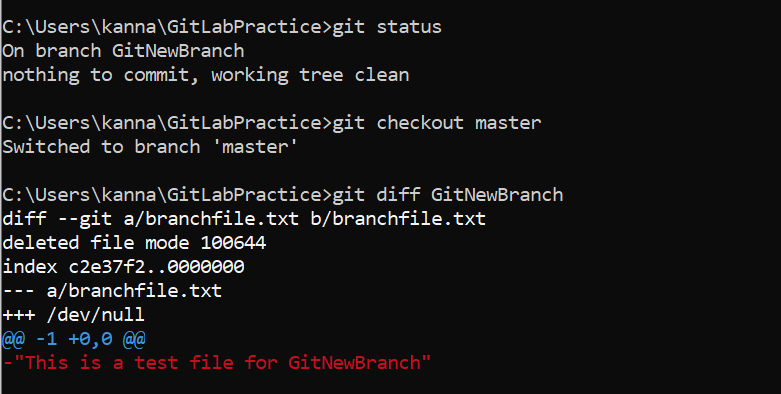 C:\Users\kanna\GitLabPractice>git status
On branch GitNewBranch
nothing to commit, working tree clean
C:\Users\kanna\GitLabPractice>git checkout master
Switched to branch 'master'
C:\Users\kanna\GitLabPractice>git diff GitNewBranch
diff --git a/branchfile.txt b/branchfile.txt
deleted file mode 100644
index c2e37f2..0000000
--- a/branchfile.txt
+++ /dev/null
@@ -1 +0,0 @@
-"This is a test file for GitNewBranch"